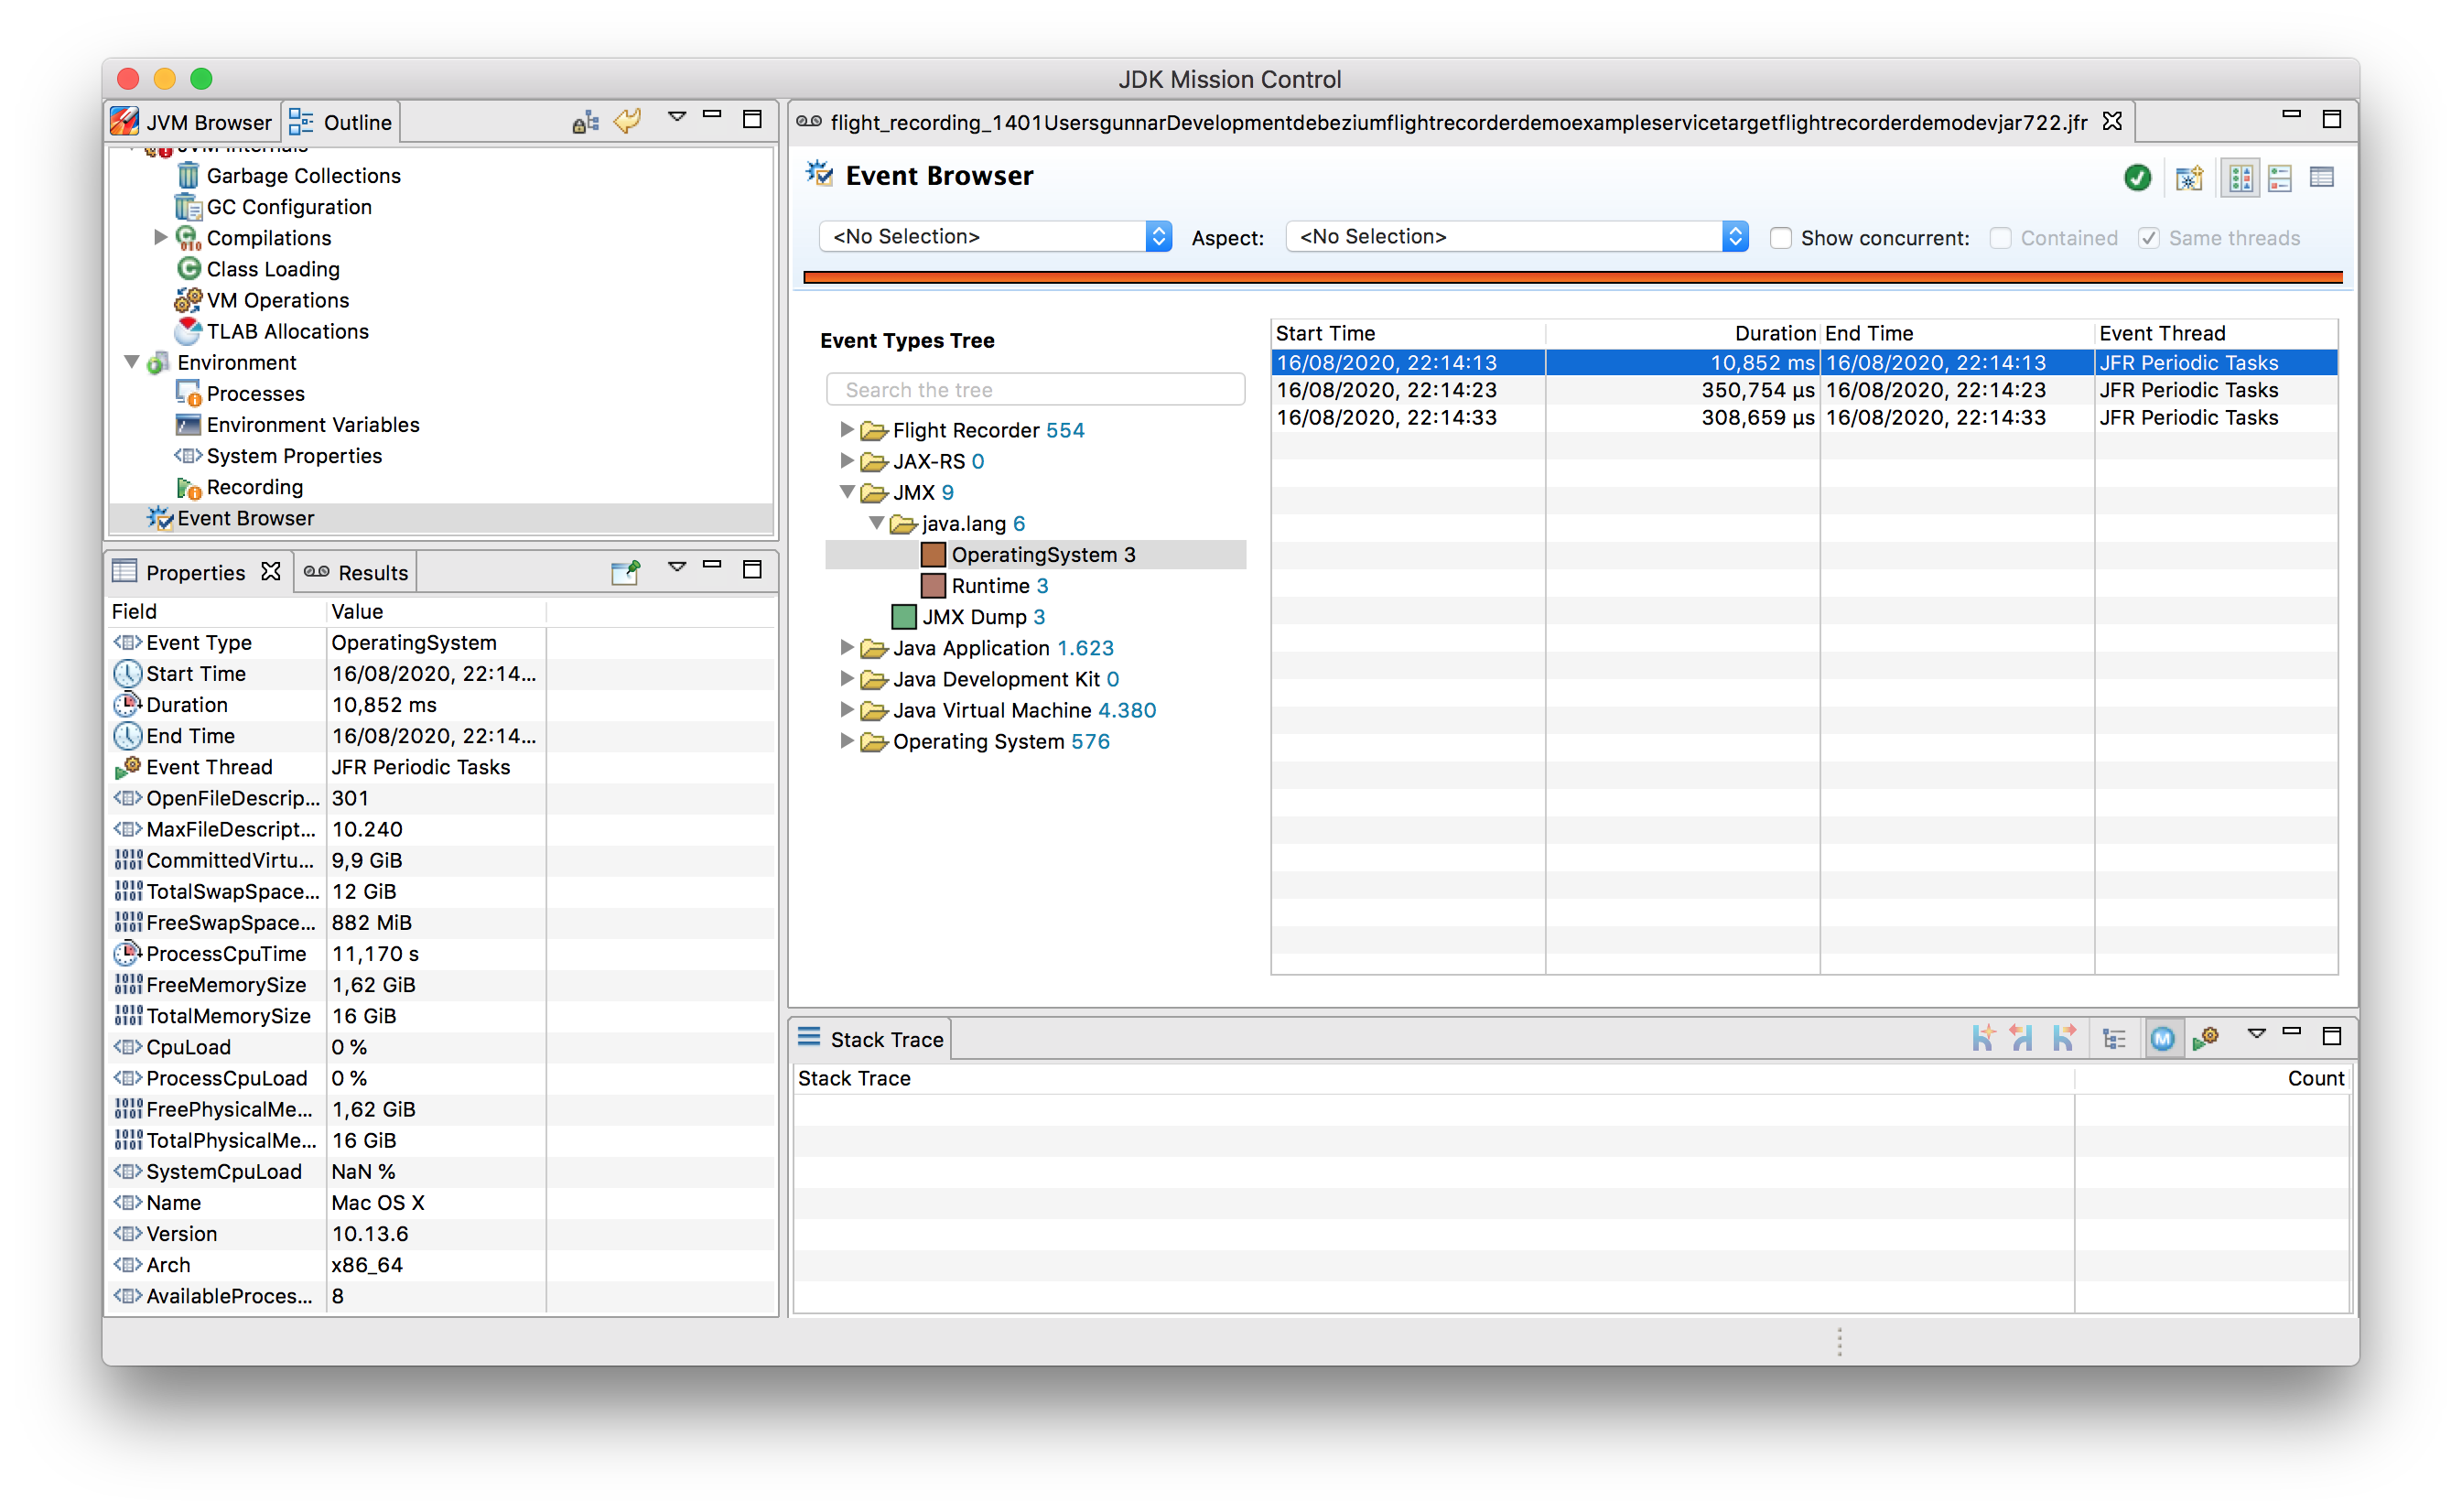 JDK Mission Control
JVM Browser Outline
JVM Internals
Garbage Collections
GC Configuration
Compilations
Class Loading
VM Operations
TLAB Allocations
Environment
Processes
Environment Variables
System Properties
Recording
Event Browser
Properties Results
Field Value
Event Type OperatingSystem
Start Time 16/08/2020, 22:14...
Duration 10,852 ms
End Time 16/08/2020, 22:14...
Event Thread JFR Periodic Tasks
OpenFileDescrip... 301
MaxFileDescript... 10.240
CommittedVirtu... 9,9 GiB
TotalSwapSpace... 12 GiB
FreeSwapSpace... 882 MiB
ProcessCpuTime 11,170 s
FreeMemorySize 1,62 GiB
TotalMemorySize 16 GiB
CpuLoad 0 %
ProcessCpuLoad 0 %
FreePhysicalMe... 1,62 GiB
TotalPhysicalMe... 16 GiB
SystemCpuLoad NaN %
Name Mac OS X
Version 10.13.6
Arch x86_64
AvailableProces... 8
flight_recording_1401UsersgunnarDevelopmentdebeziumflightrecorderdemoexampleservicetargetflightrecorderdemodevjar722.jfr
Event Browser
<No Selection> Aspect: <No Selection> Show concurrent: Contained Same threads
Event Types Tree
Search the tree
Flight Recorder 554
JAX-RS 0
JMX 9
java.lang 6
OperatingSystem 3
Runtime 3
JMX Dump 3
Java Application 1.623
Java Development Kit 0
Java Virtual Machine 4.380
Operating System 576
Start Time Duration End Time Event Thread
16/08/2020, 22:14:13 10,852 ms 16/08/2020, 22:14:13 JFR Periodic Tasks
16/08/2020, 22:14:23 350,754 µs 16/08/2020, 22:14:23 JFR Periodic Tasks
16/08/2020, 22:14:33 308,659 µs 16/08/2020, 22:14:33 JFR Periodic Tasks
Stack Trace
Stack Trace Count